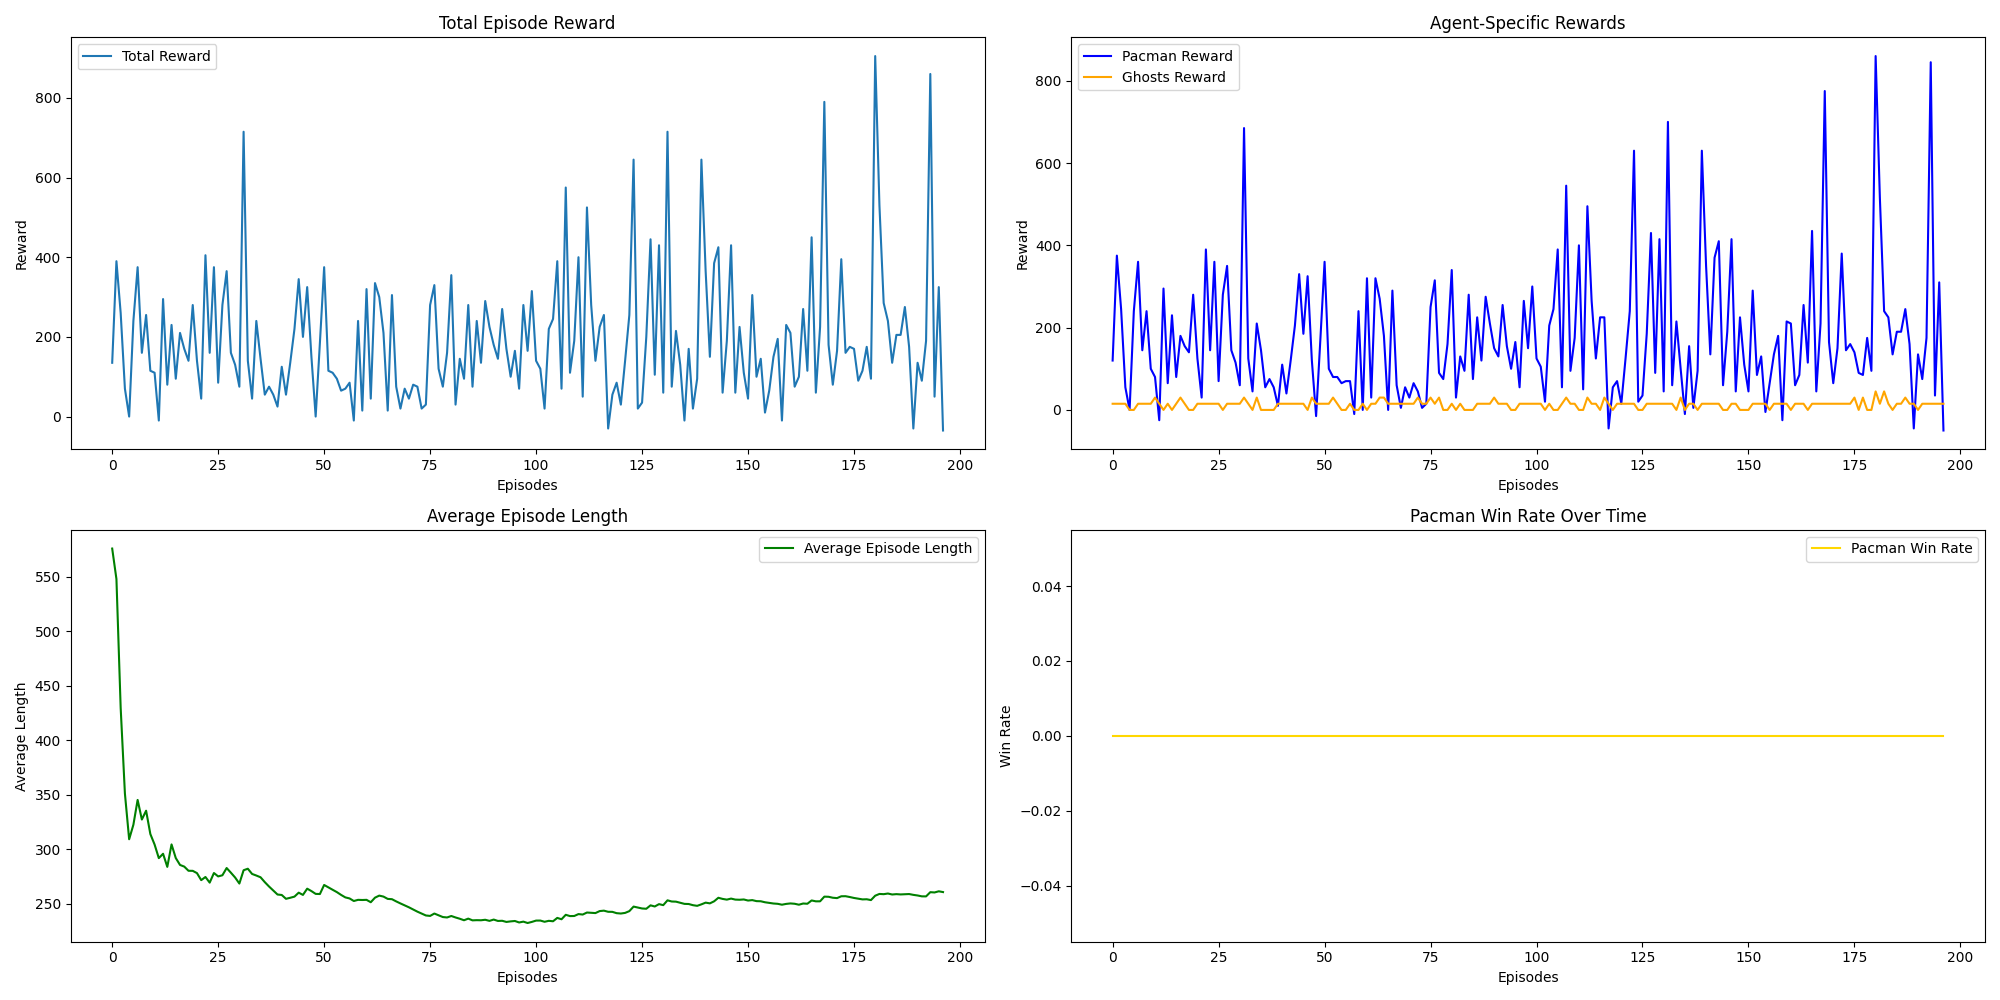 Total Episode Reward
Total Reward
Reward
800
600
400
200
0
0 25 50 75 100 125 150 175 200
Episodes
Agent-Specific Rewards
Pacman Reward
Ghosts Reward
Reward
800
600
400
200
0
0 25 50 75 100 125 150 175 200
Episodes
Average Episode Length
Average Episode Length
Average Length
550
500
450
400
350
300
250
0 25 50 75 100 125 150 175 200
Episodes
Pacman Win Rate Over Time
Pacman Win Rate
Win Rate
0.04
0.02
0.00
−0.02
−0.04
0 25 50 75 100 125 150 175 200
Episodes